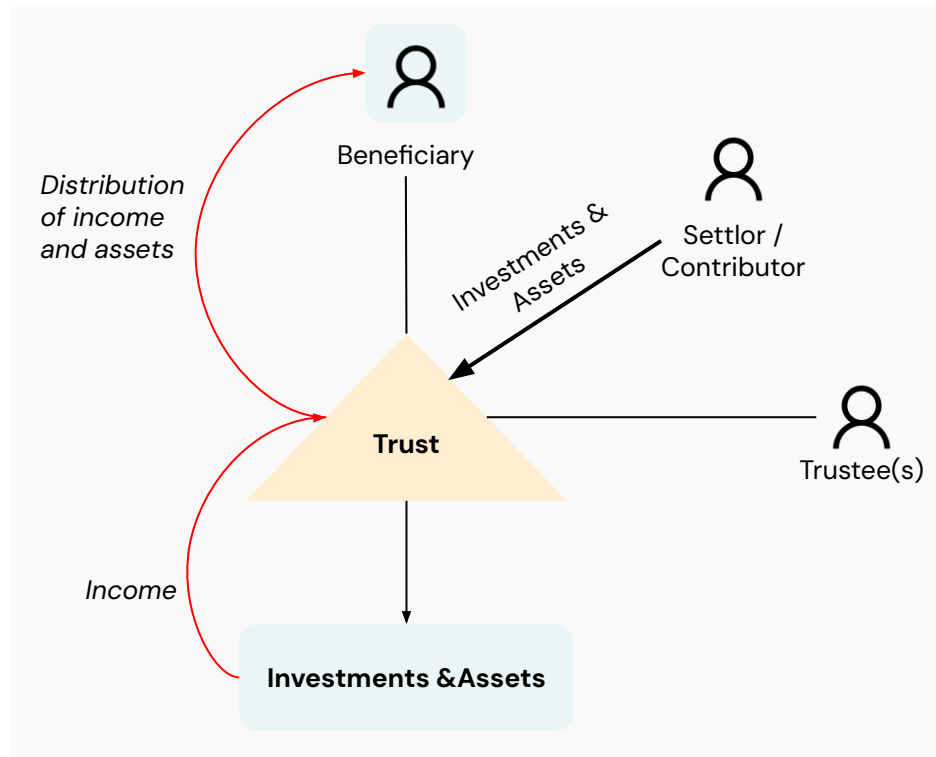 Beneficiary
Distribution
of income
and assets
Investments &
Assets
Settlor /
Contributor
Trust
Trustee(s)
Income
Investments &Assets